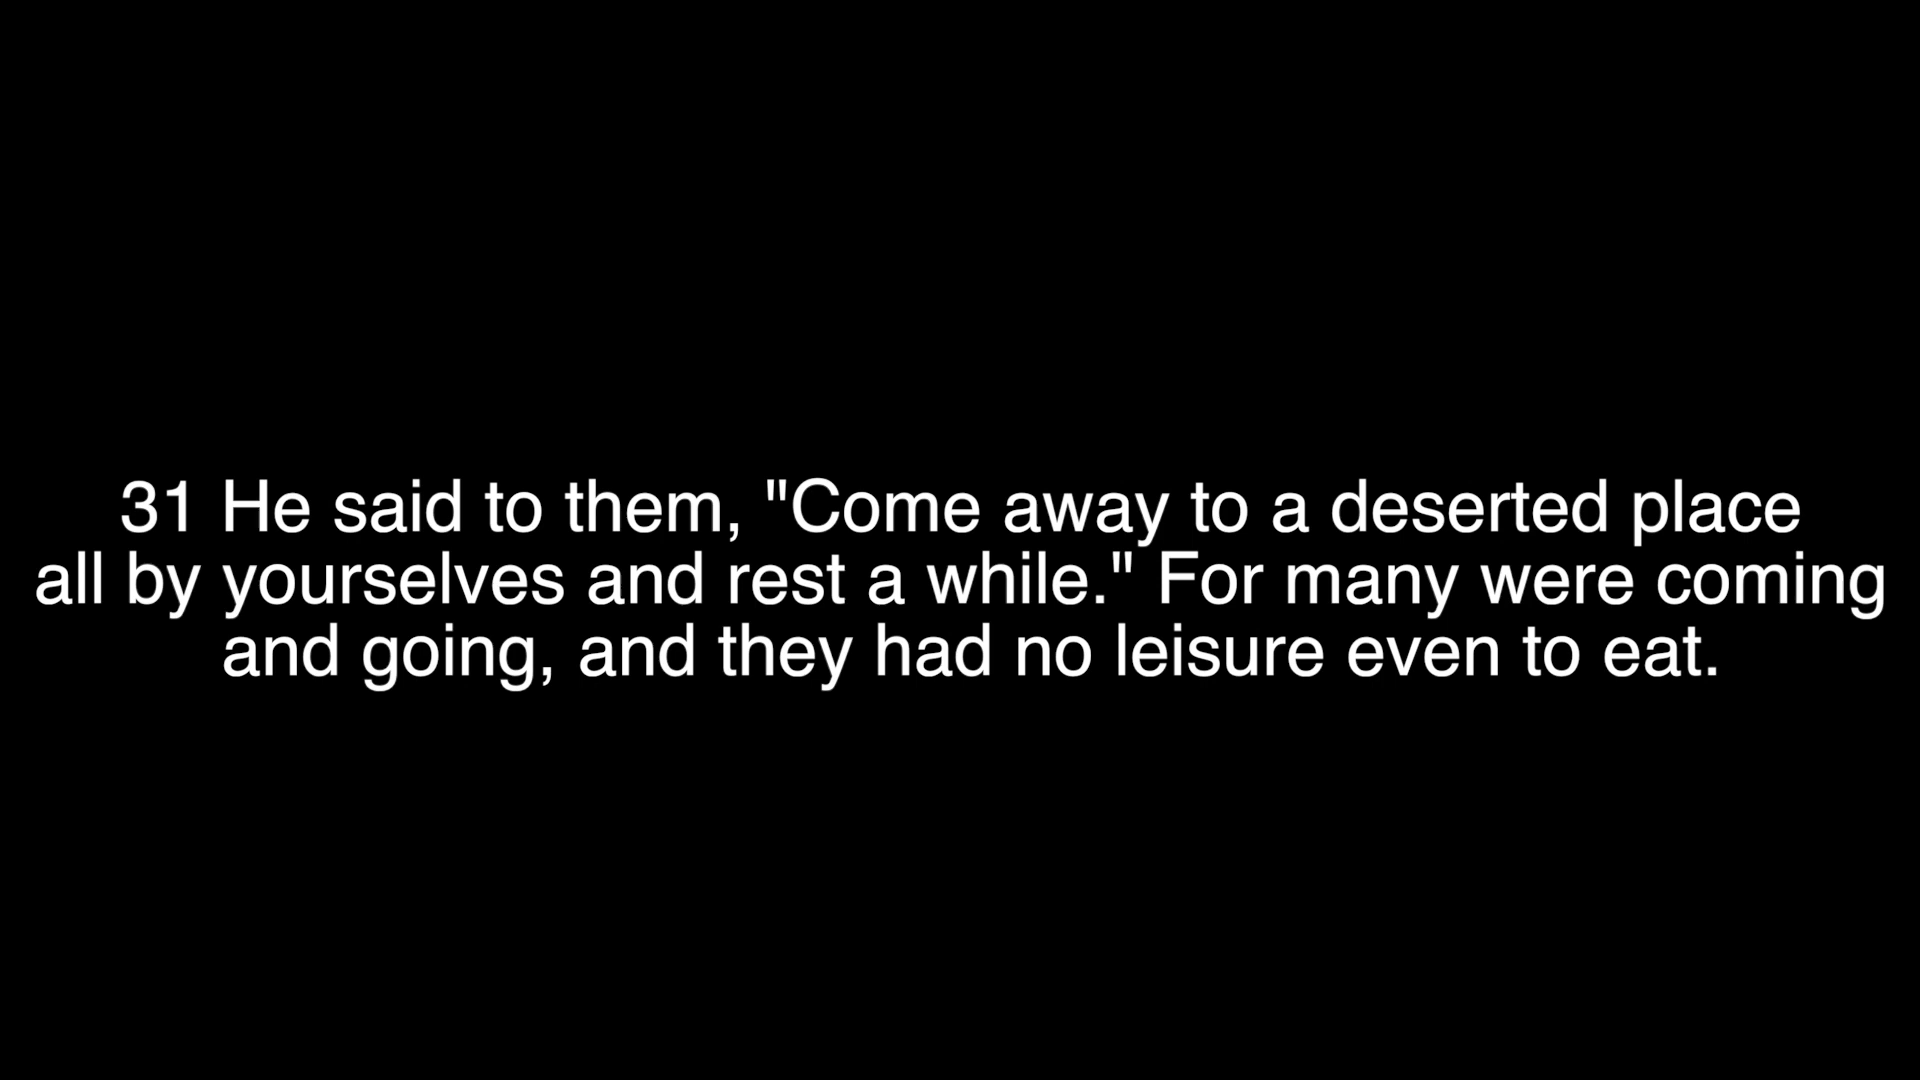 31 He said to them, "Come away to a deserted place
all by yourselves and rest a while." For many were coming
and going, and they had no leisure even to eat.